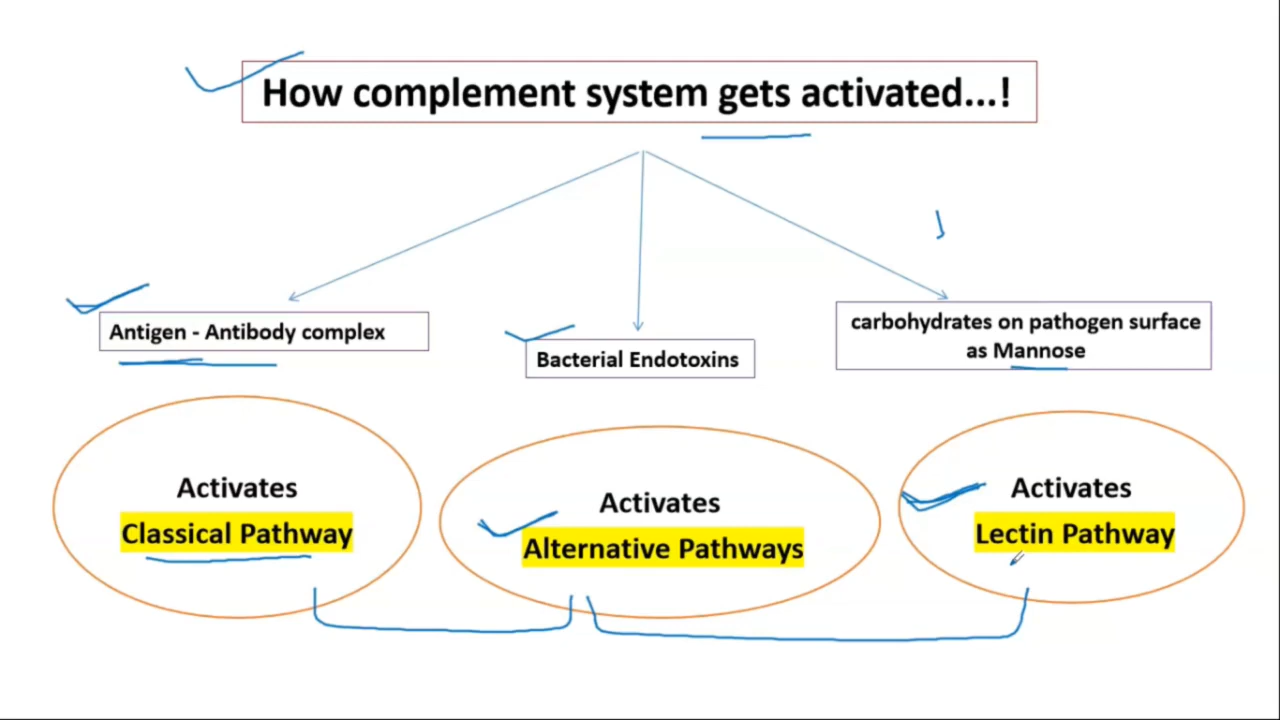 How complement system gets activated...!
Antigen - Antibody complex
Bacterial Endotoxins
carbohydrates on pathogen surface
as Mannose
Activates
Classical Pathway
Activates
Alternative Pathways
Activates
Lectin Pathway